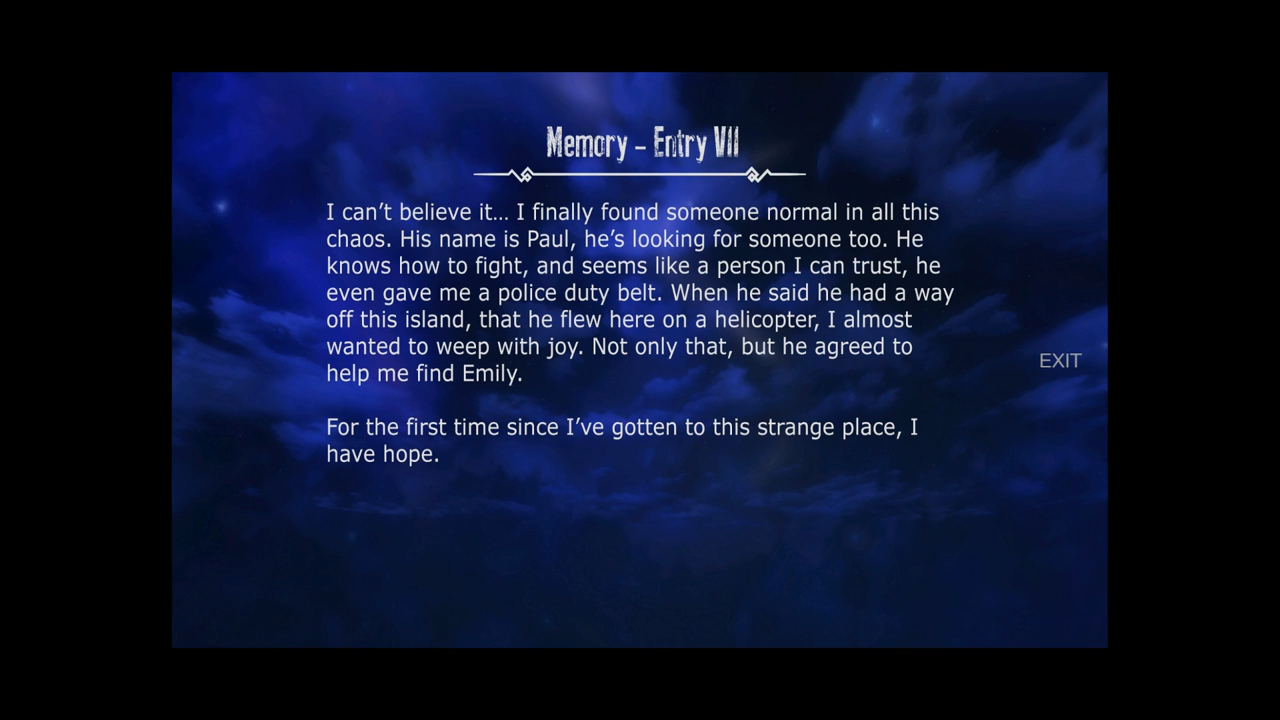 Memory – Entry VII
I can’t believe it… I finally found someone normal in all this
chaos. His name is Paul, he’s looking for someone too. He
knows how to fight, and seems like a person I can trust, he
even gave me a police duty belt. When he said he had a way
off this island, that he flew here on a helicopter, I almost
wanted to weep with joy. Not only that, but he agreed to
help me find Emily.
For the first time since I’ve gotten to this strange place, I
have hope.
EXIT